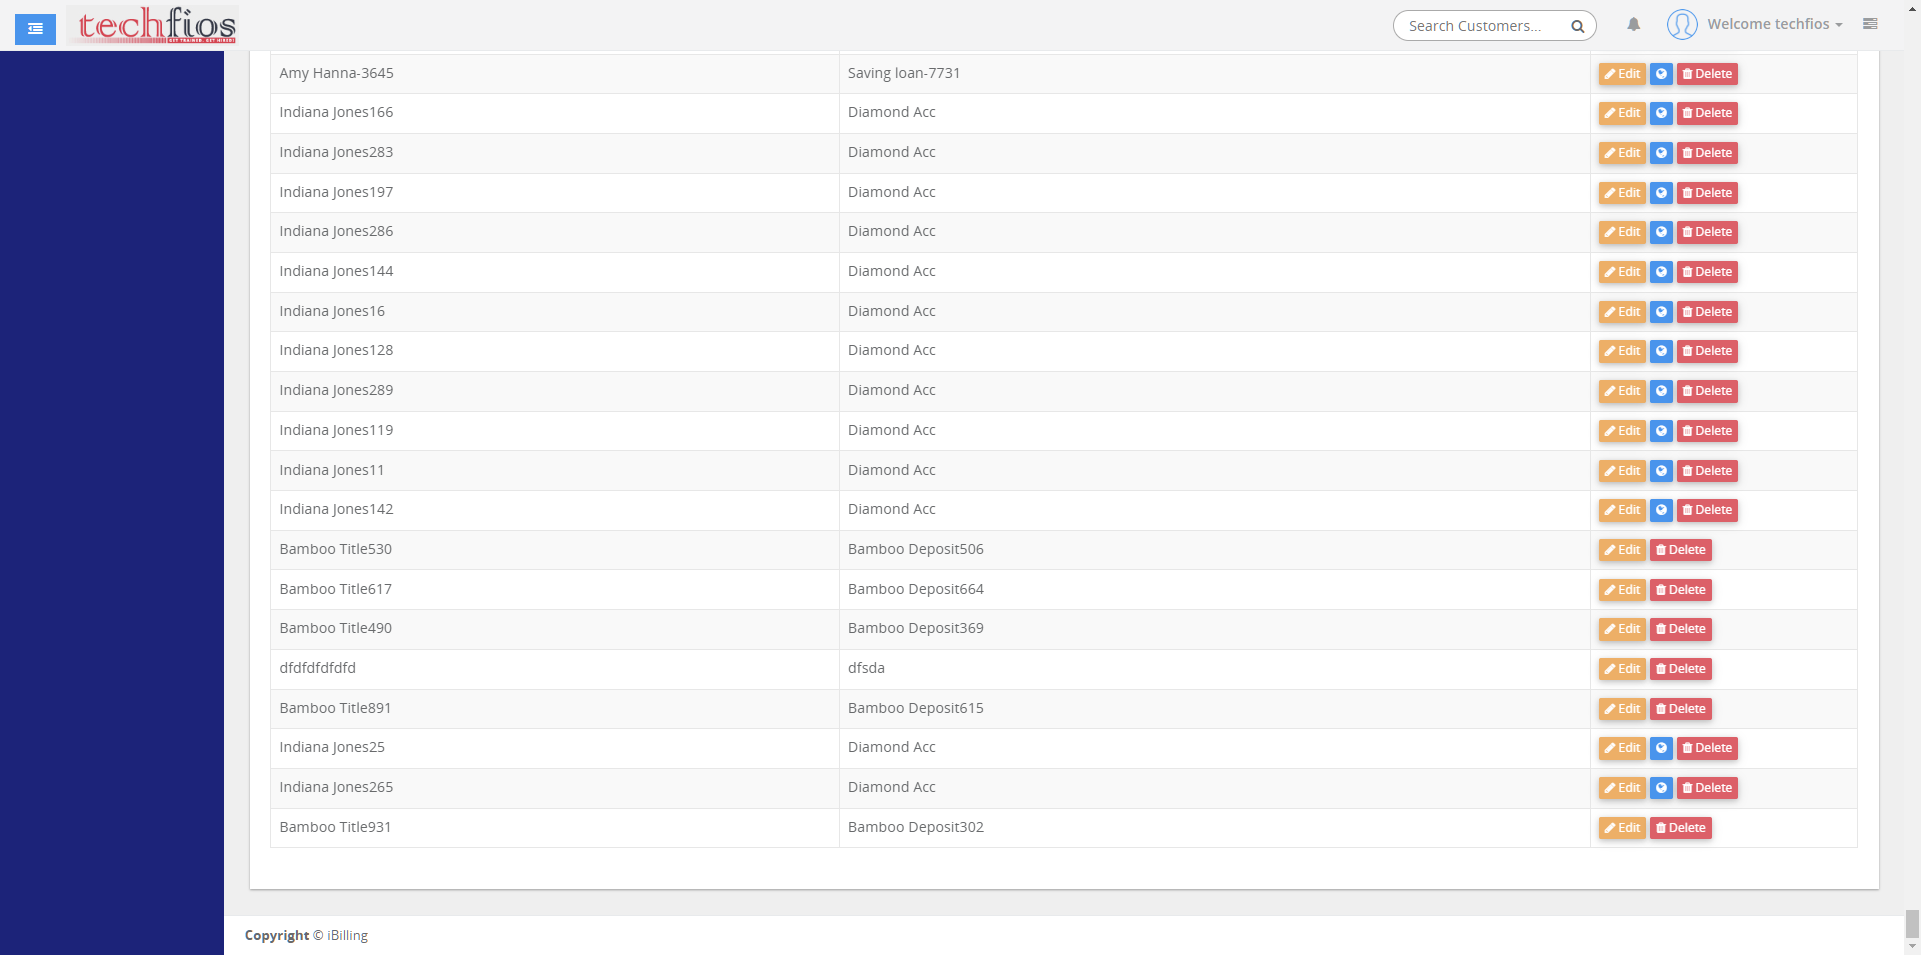 techfios
GET TRAINED. GET HIRED!
Search Customers...
Welcome techfios
Amy Hanna-3645 Saving loan-7731 Edit Delete
Indiana Jones166 Diamond Acc Edit Delete
Indiana Jones283 Diamond Acc Edit Delete
Indiana Jones197 Diamond Acc Edit Delete
Indiana Jones286 Diamond Acc Edit Delete
Indiana Jones144 Diamond Acc Edit Delete
Indiana Jones16 Diamond Acc Edit Delete
Indiana Jones128 Diamond Acc Edit Delete
Indiana Jones289 Diamond Acc Edit Delete
Indiana Jones119 Diamond Acc Edit Delete
Indiana Jones11 Diamond Acc Edit Delete
Indiana Jones142 Diamond Acc Edit Delete
Bamboo Title530 Bamboo Deposit506 Edit Delete
Bamboo Title617 Bamboo Deposit664 Edit Delete
Bamboo Title490 Bamboo Deposit369 Edit Delete
dfdfdfdfdfd dfsda Edit Delete
Bamboo Title891 Bamboo Deposit615 Edit Delete
Indiana Jones25 Diamond Acc Edit Delete
Indiana Jones265 Diamond Acc Edit Delete
Bamboo Title931 Bamboo Deposit302 Edit Delete
Copyright © iBilling